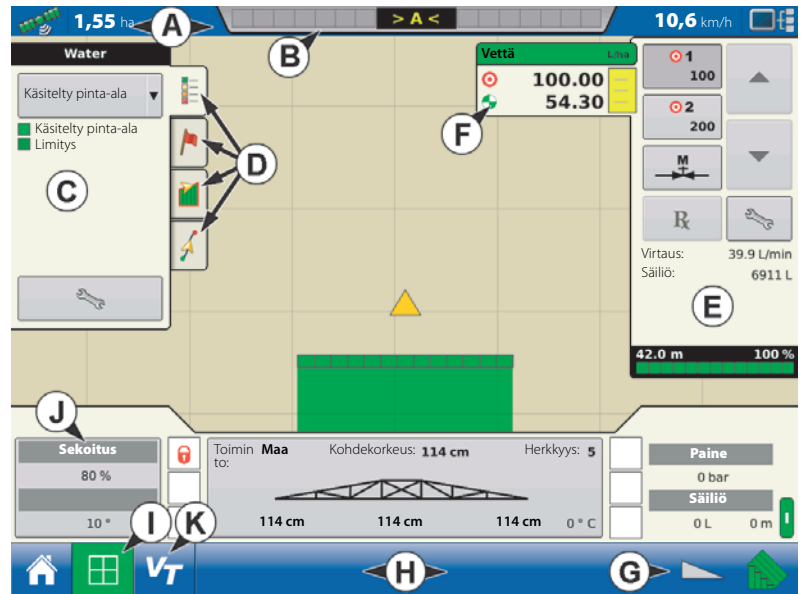 1,55 ha
A
> A <
10,6 km/h
B
Water
Käsitelty pinta-ala
Käsitelty pinta-ala
Limitys
C
D
Vettä L/ha
100.00
54.30
F
1
100
2
200
M
Rx
Virtaus: 39.9 L/min
Säiliö: 6911 L
E
42.0 m 100 %
J
Sekoitus
80 %
10 °
Toimin to: Maa
Kohdekorkeus: 114 cm
Herkkyys: 5
114 cm 114 cm 114 cm 0 ° C
Paine
0 bar
Säiliö
0 L 0 m
I
K
VT
H
G